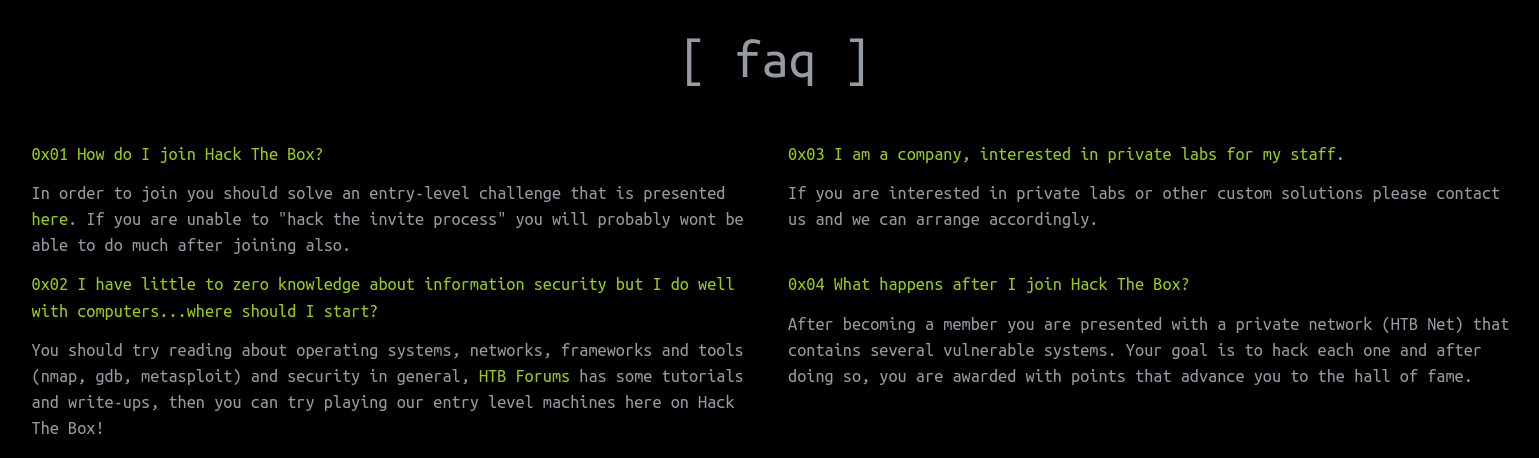 [ faq ]
0x01 How do I join Hack The Box?
In order to join you should solve an entry-level challenge that is presented
here. If you are unable to "hack the invite process" you will probably wont be
able to do much after joining also.
0x02 I have little to zero knowledge about information security but I do well
with computers...where should I start?
You should try reading about operating systems, networks, frameworks and tools
(nmap, gdb, metasploit) and security in general, HTB Forums has some tutorials
and write-ups, then you can try playing our entry level machines here on Hack
The Box!
0x03 I am a company, interested in private labs for my staff.
If you are interested in private labs or other custom solutions please contact
us and we can arrange accordingly.
0x04 What happens after I join Hack The Box?
After becoming a member you are presented with a private network (HTB Net) that
contains several vulnerable systems. Your goal is to hack each one and after
doing so, you are awarded with points that advance you to the hall of fame.